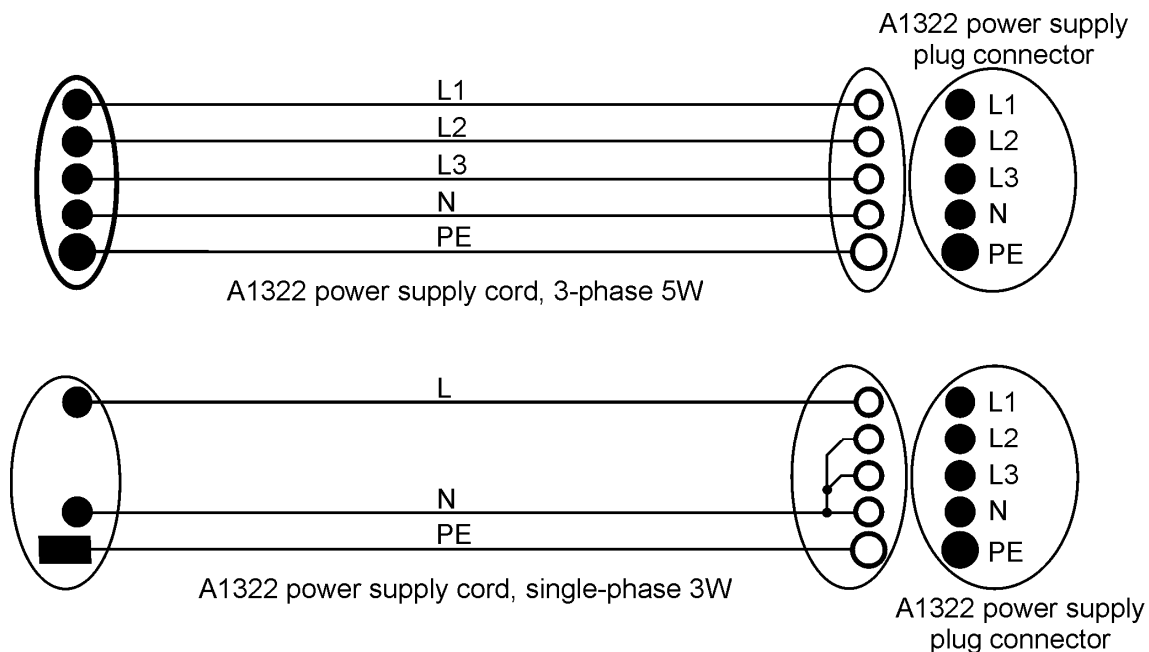 A1322 power supply
plug connector
L1
L2
L3
N
PE
L1
L2
L3
N
PE
A1322 power supply cord, 3-phase 5W
L
N
PE
L1
L2
L3
N
PE
A1322 power supply cord, single-phase 3W
A1322 power supply
plug connector